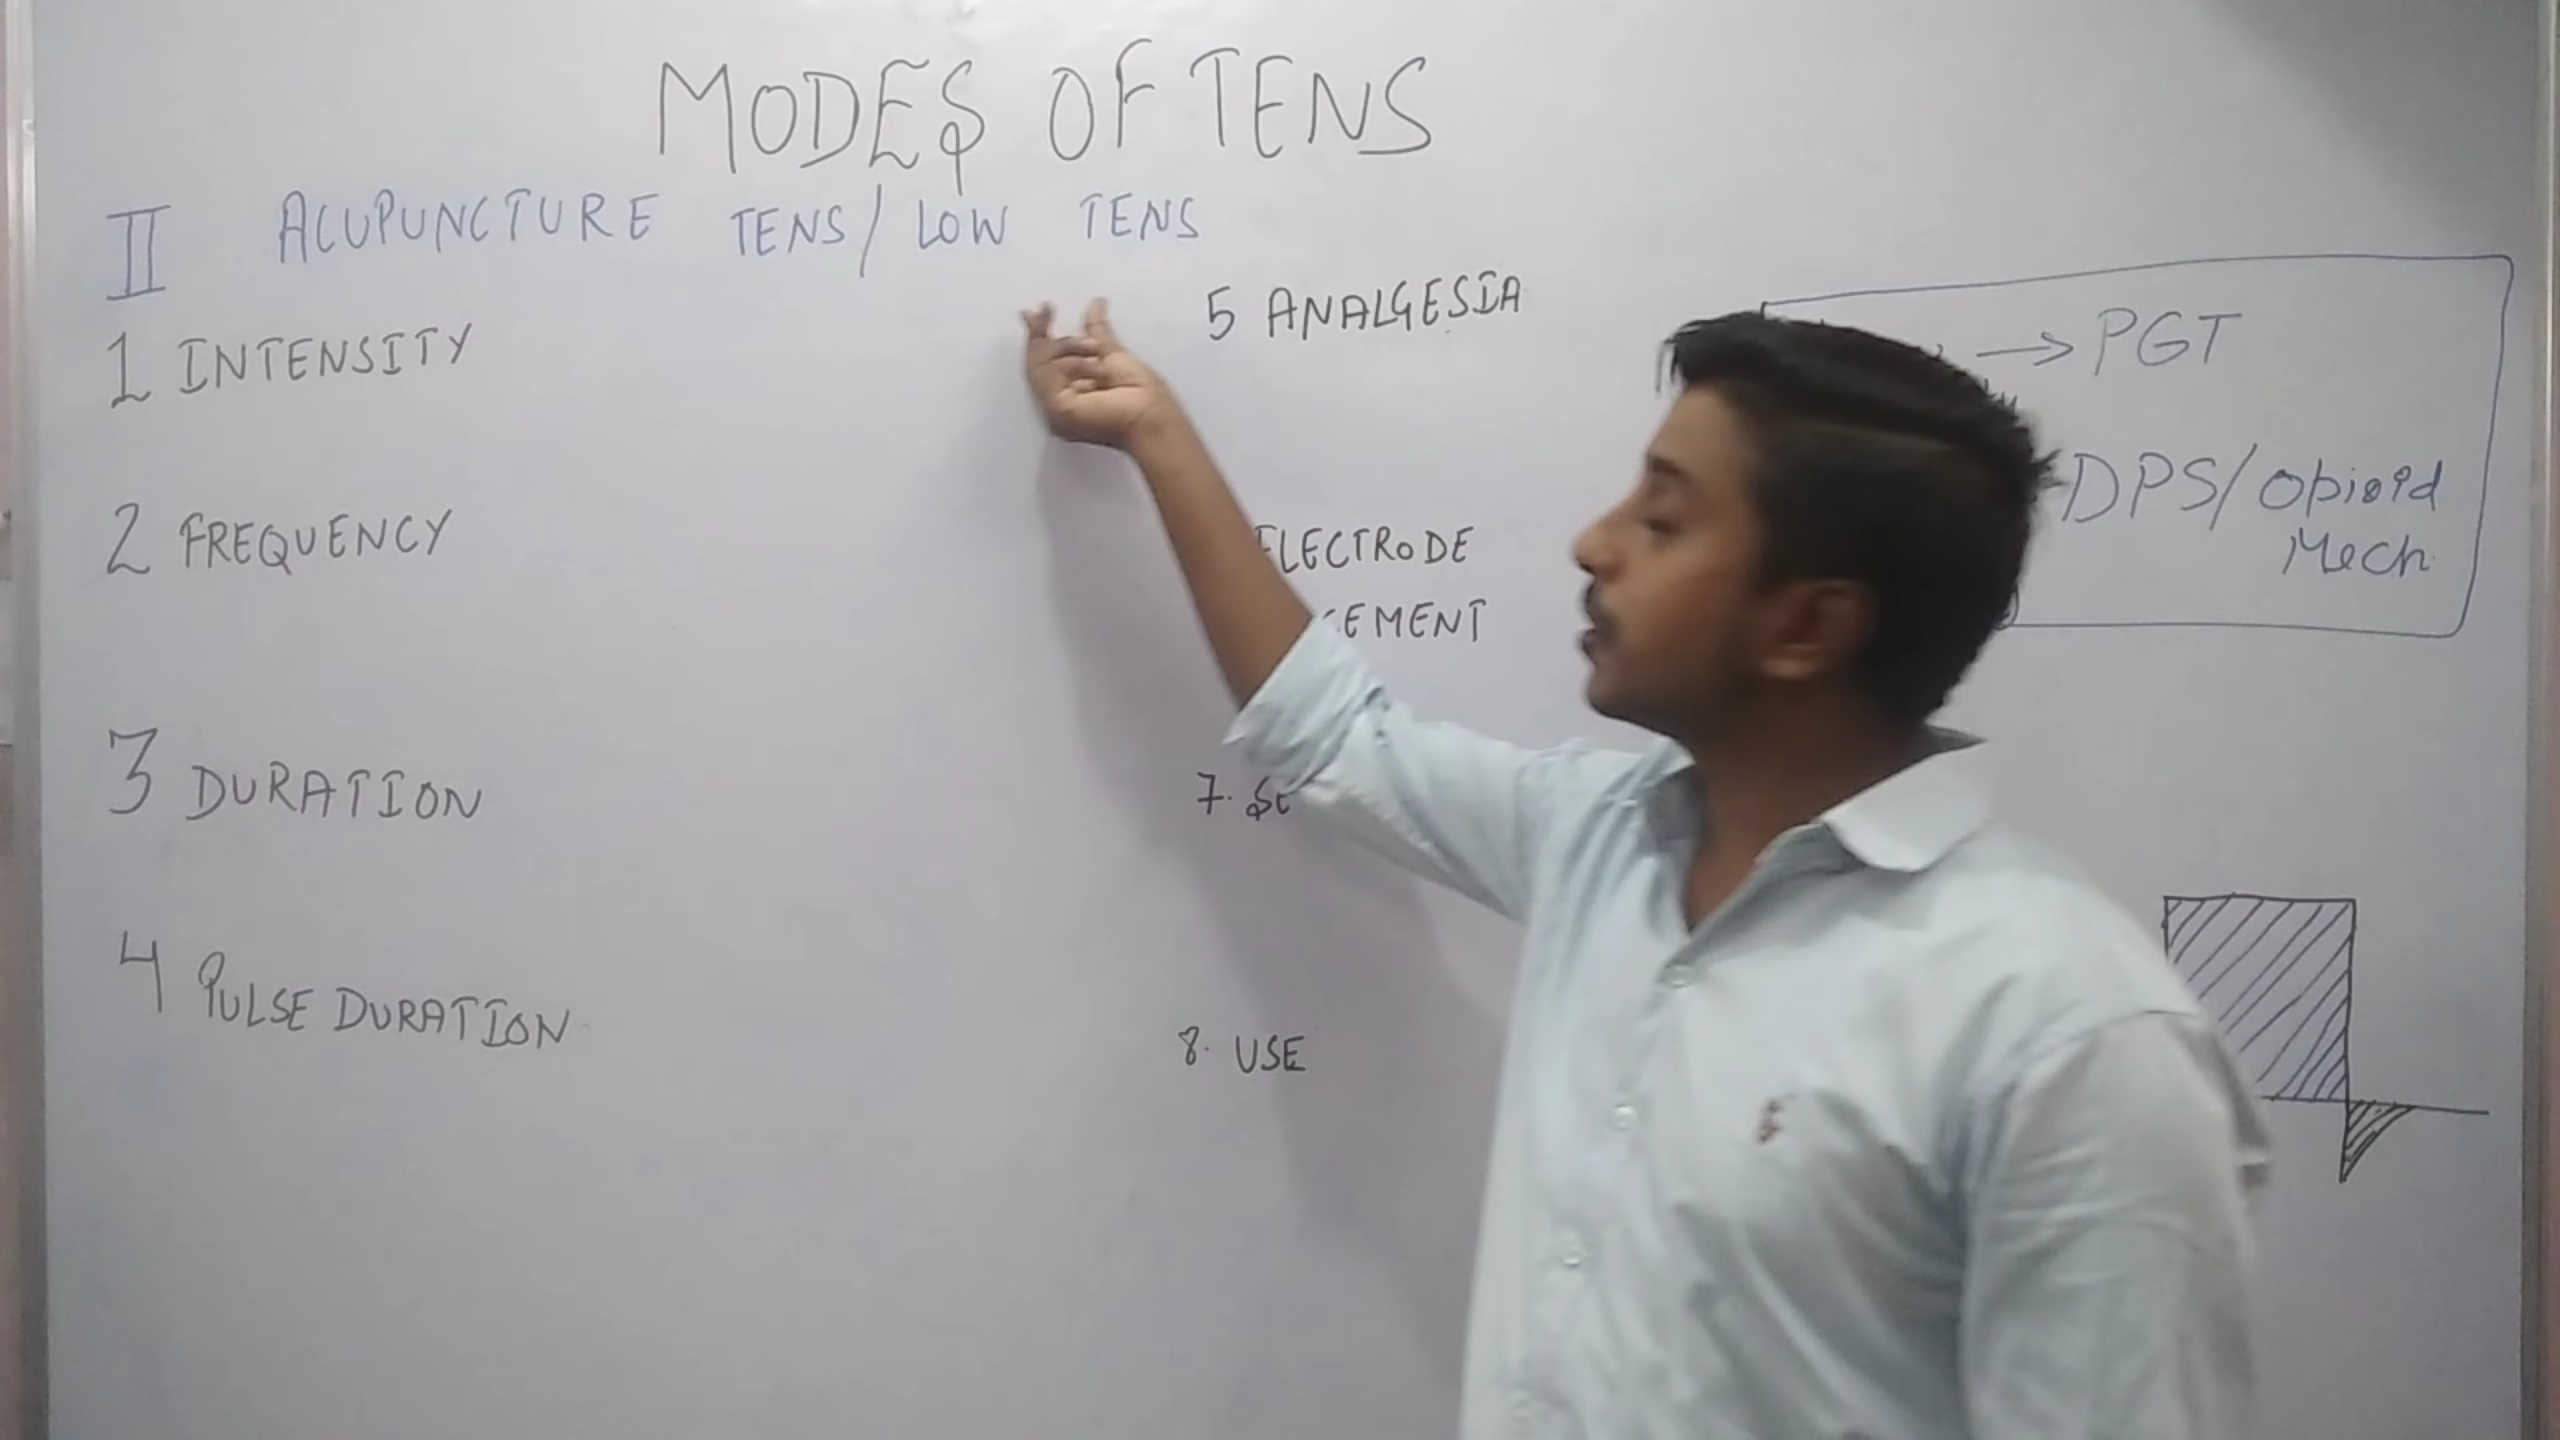 MODES OF TENS
II ACUPUNCTURE TENS/ LOW TENS
1 INTENSITY
2 FREQUENCY
3 DURATION
4 PULSE DURATION
5 ANALGESIA
ELECTRODE
7.
8. USE
→ PGT
DPS/ Opioid
Mech